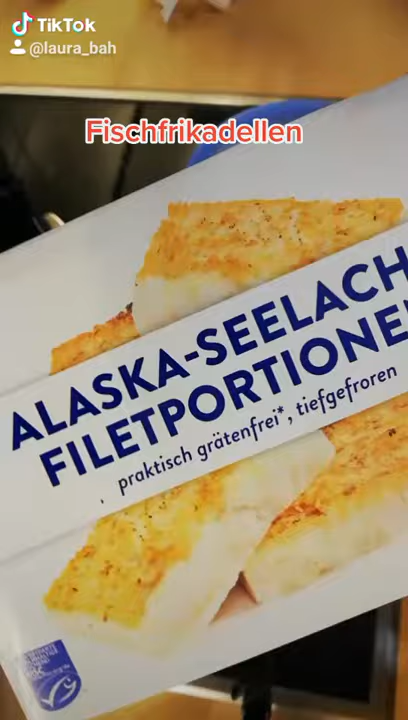 TikTok
@laura_bah
Fischfrikadellen
ALASKA-SEELACH
FILETPORTIONE
praktisch grätenfrei*, tiefgefroren